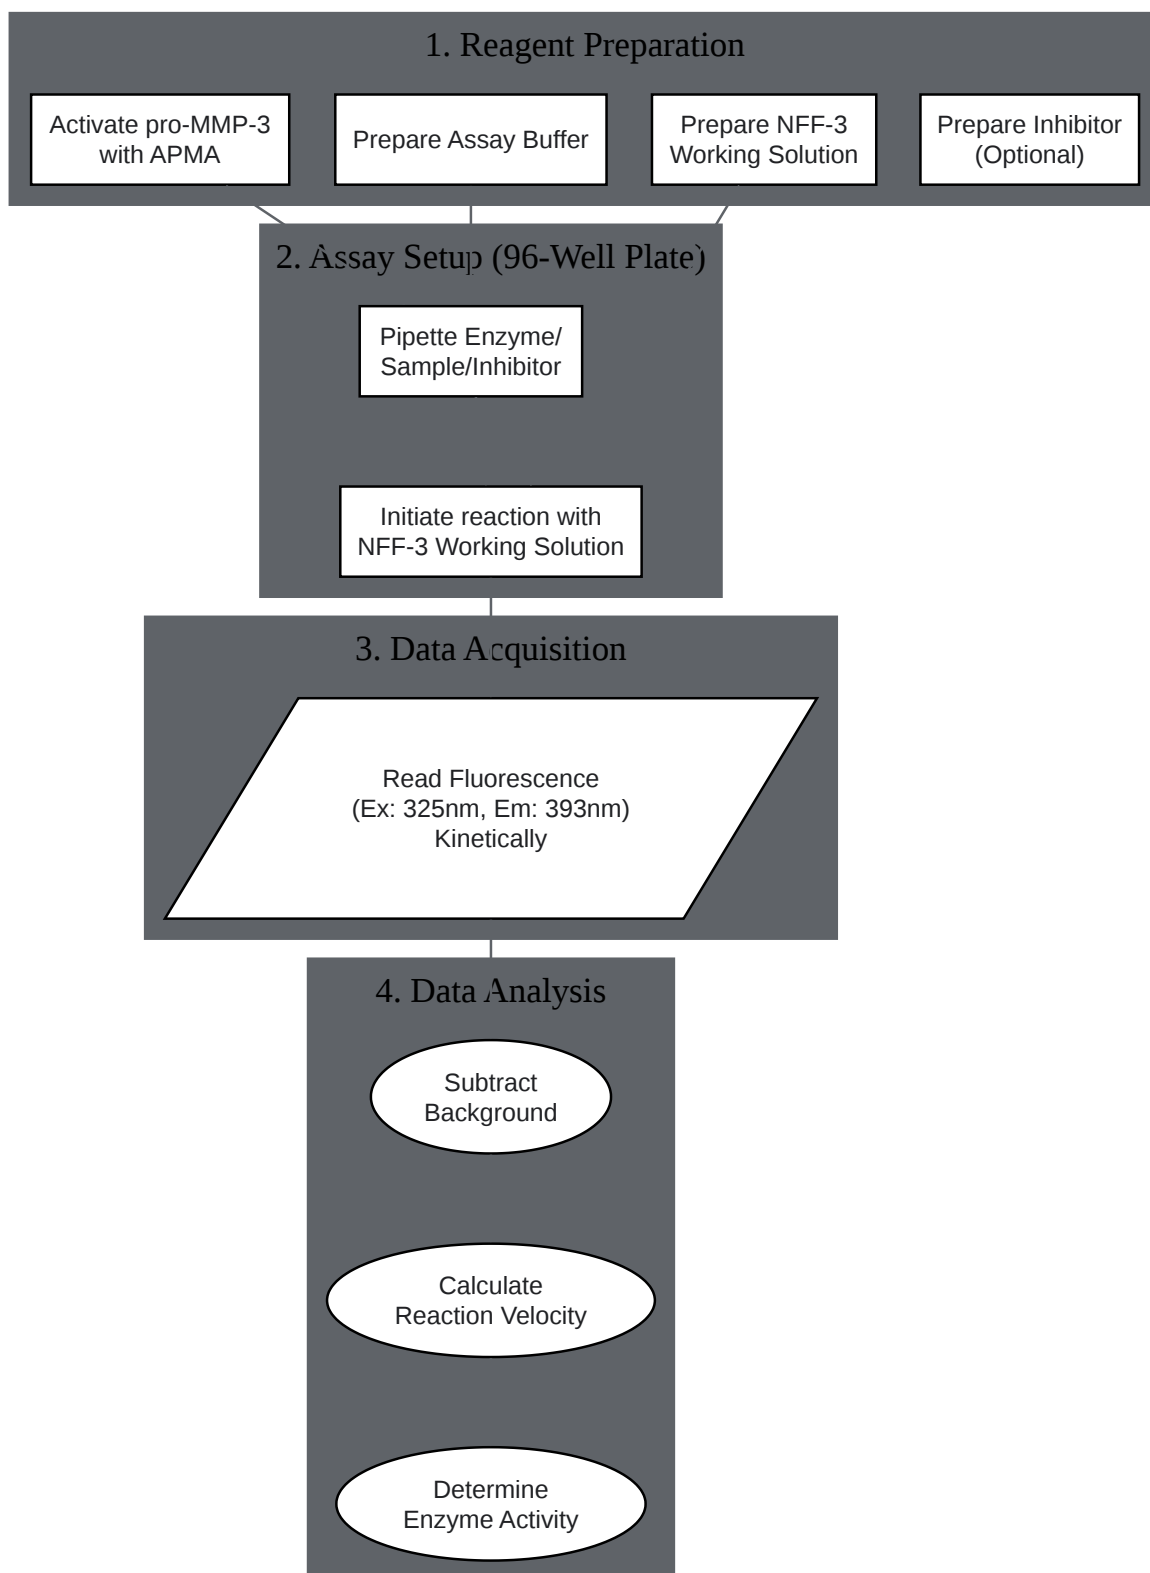 1. Reagent Preparation
Activate pro-MMP-3
with APMA
Prepare Assay Buffer
Prepare NFF-3
Working Solution
Prepare Inhibitor
(Optional)
2. Assay Setup (96-Well Plate)
Pipette Enzyme/
Sample/Inhibitor
Initiate reaction with
NFF-3 Working Solution
3. Data Acquisition
Read Fluorescence
(Ex: 325nm, Em: 393nm)
Kinetically
4. Data Analysis
Subtract
Background
Calculate
Reaction Velocity
Determine
Enzyme Activity